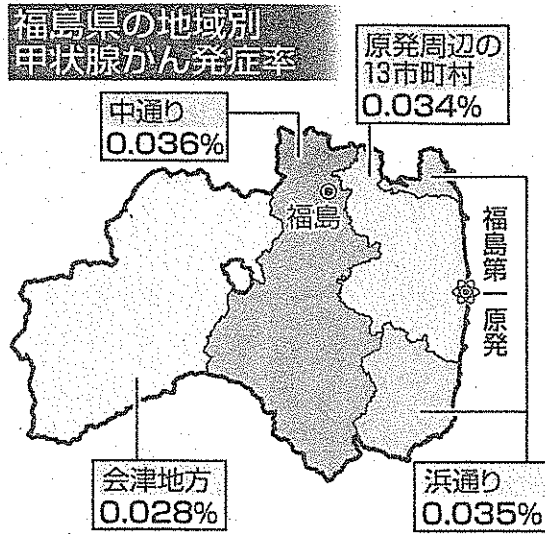 福島県の地域別
甲状腺がん発症率
原発周辺の
13市町村
0.034%
中通り
0.036%
福島
福島第一原発
会津地方
0.028%
浜通り
0.035%